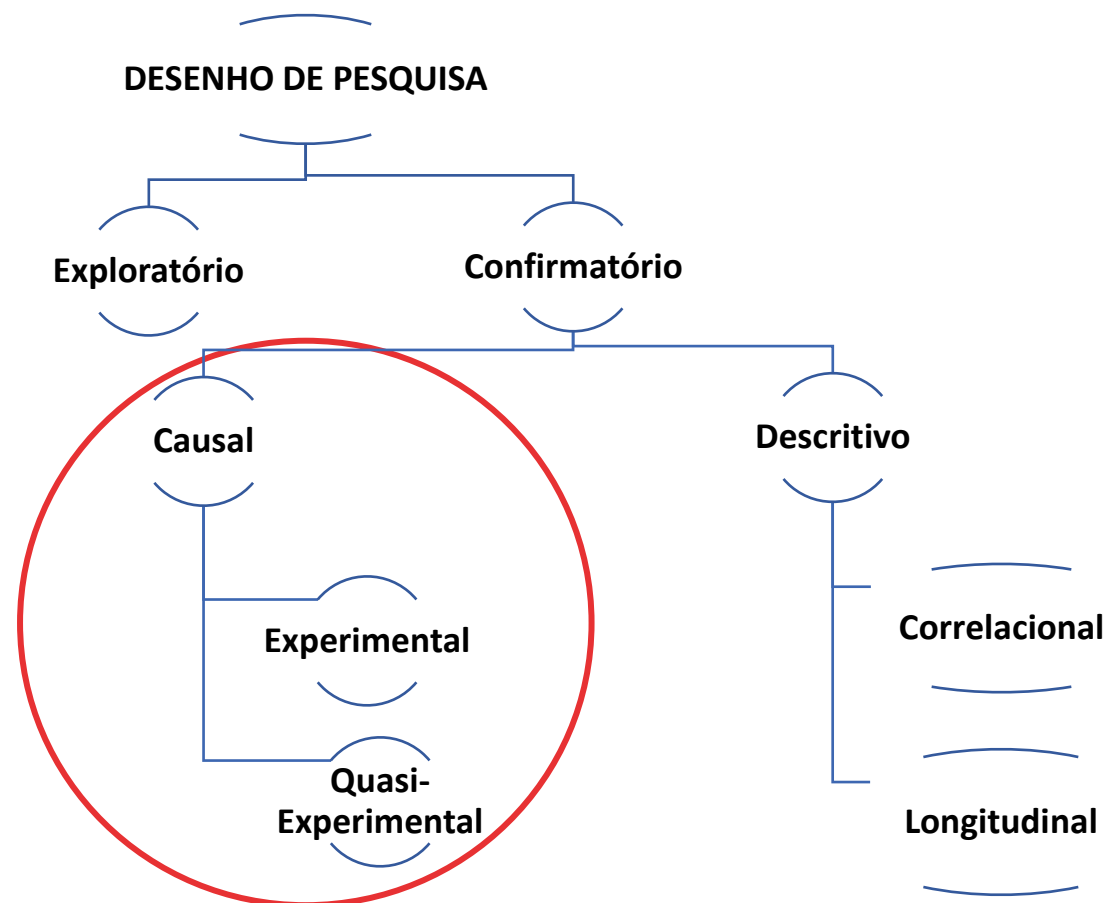 DESENHO DE PESQUISA
Exploratório
Confirmatório
Causal
Descritivo
Experimental
Correlacional
Quasi-
Experimental
Longitudinal